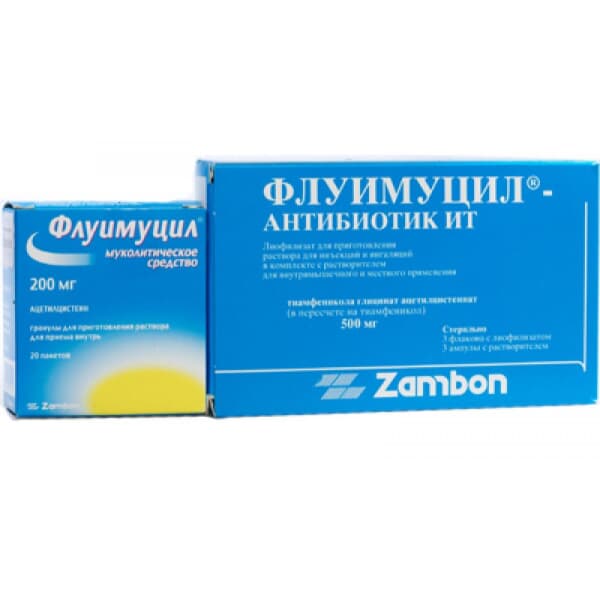 Флуимуцил®
муколитическое
средство
200 мг
АЦЕТИЛЦИСТЕИН
гранулы для приготовления раствора
для приема внутрь
20 пакетов
Zambon
ФЛУИМУЦИЛ®-
АНТИБИОТИК ИТ
Лиофилизат для приготовления
раствора для инъекций и ингаляций
в комплекте с растворителем
для внутримышечного и местного применения
тиамфеникола глицинат ацетилцистеинат
(в пересчете на тиамфеникол)
500 мг
Стерильно
3 флакона с лиофилизатом
3 ампулы с растворителем
Zambon